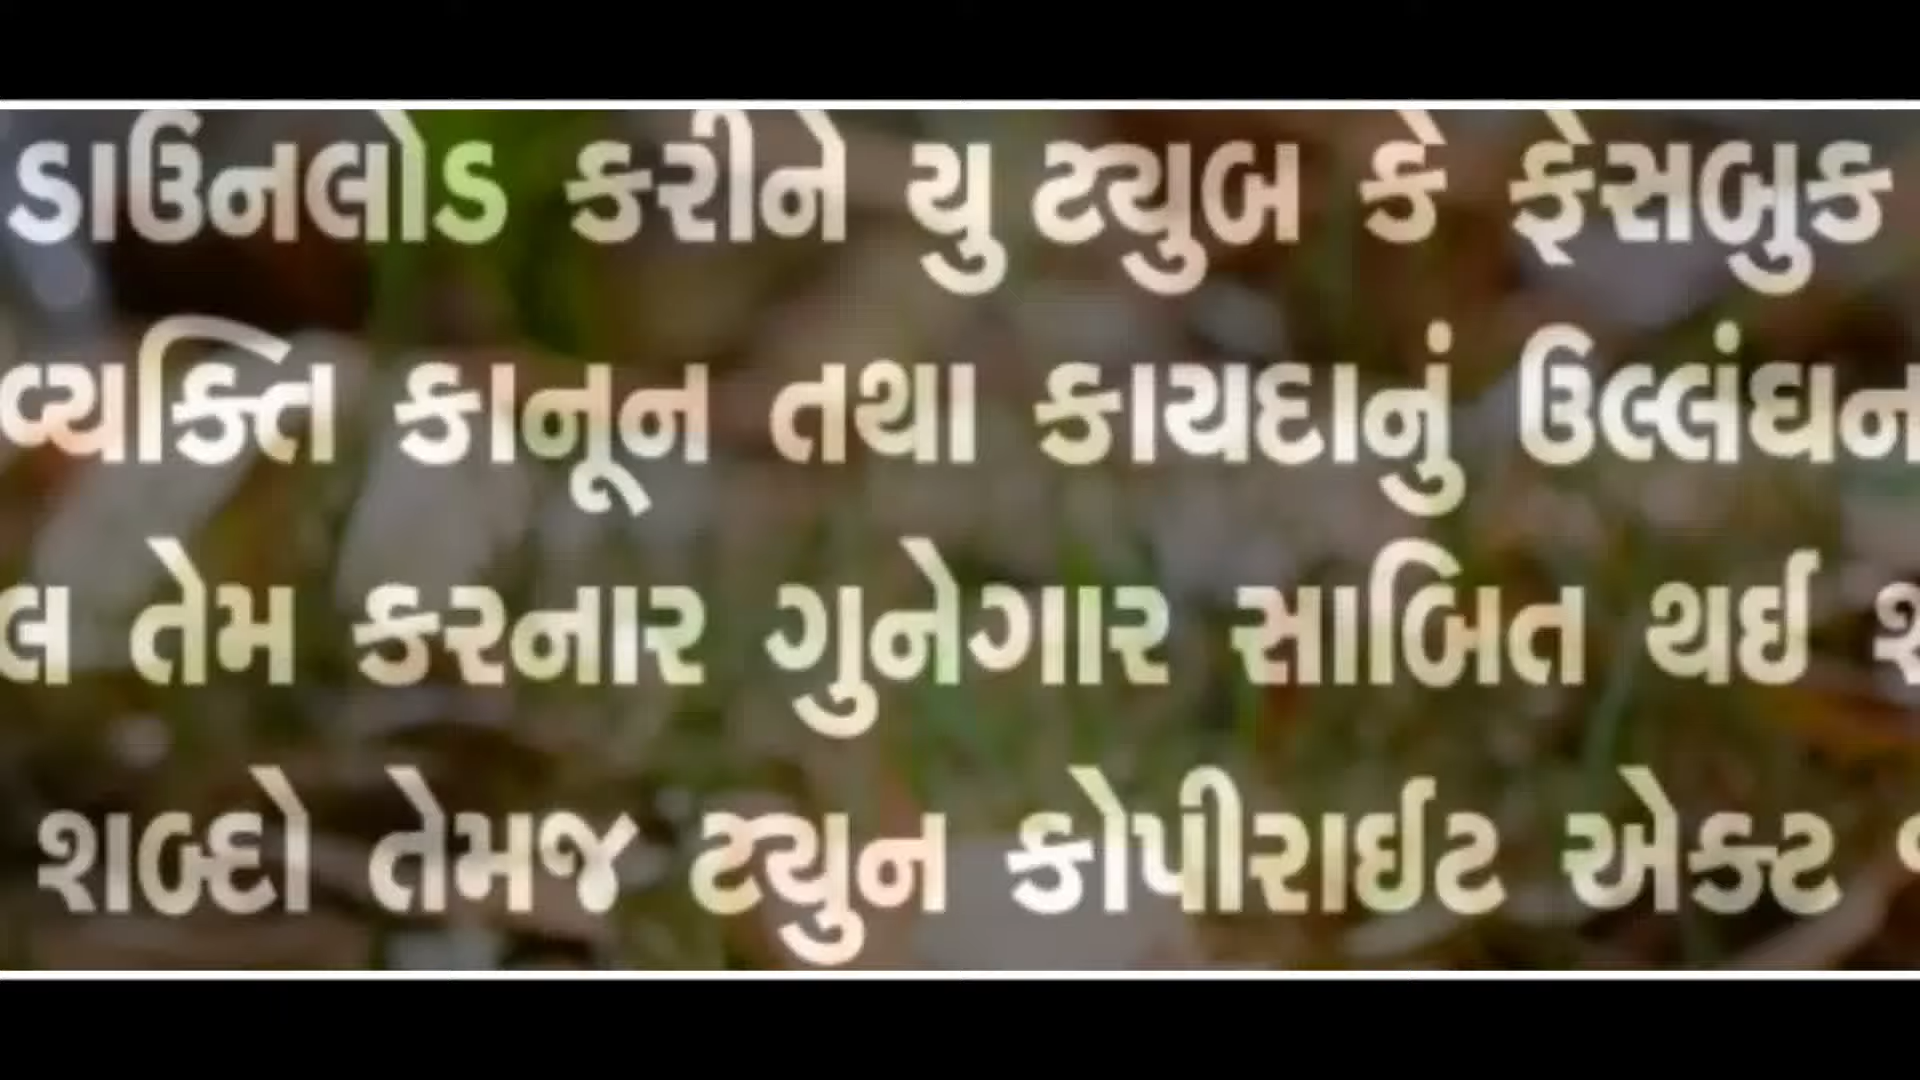 ડાઉનલોડ કરીને યુ ટ્યુબ કે ફેસબુક
વ્યક્તિ કાનૂન તથા કાયદાનું ઉલ્લંઘન
લ તેમ કરનાર ગુનેગાર સાબિત થઈ
શબ્દો તેમજ ટ્યુન કોપીરાઈટ એક્ટ